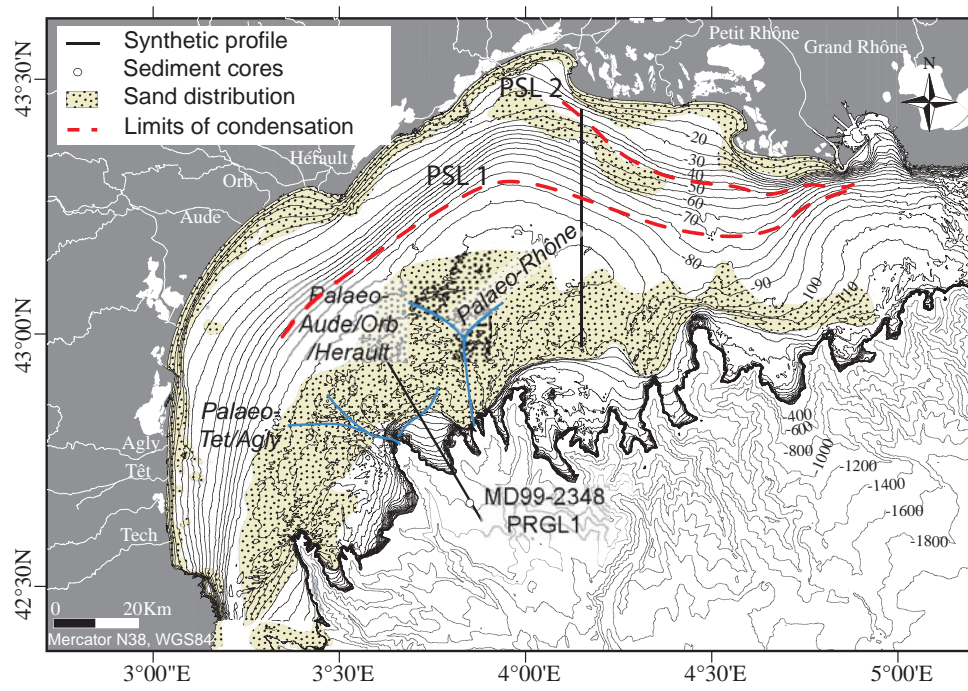 Synthetic profile
Sediment cores
Sand distribution
Limits of condensation
Petit Rhône
Grand Rhône
N
PSL 2
Hérault
Orb
PSL 1
Aude
-20
-30
-40
-50
-60
-70
-80
-90
-100
Palaeo-Rhône
Palaeo-
Aude/Orb
/Herault
Palaeo-
Tet/Agly
Agly
Têt
Tech
MD99-2348
PRGL1
-400
-600
-800
-1000
-1200
-1400
-1600
-1800
0 20Km
Mercator N38, WGS84
43°30'N
43°00'N
42°30'N
3°00'E 3°30'E 4°00'E 4°30'E 5°00'E